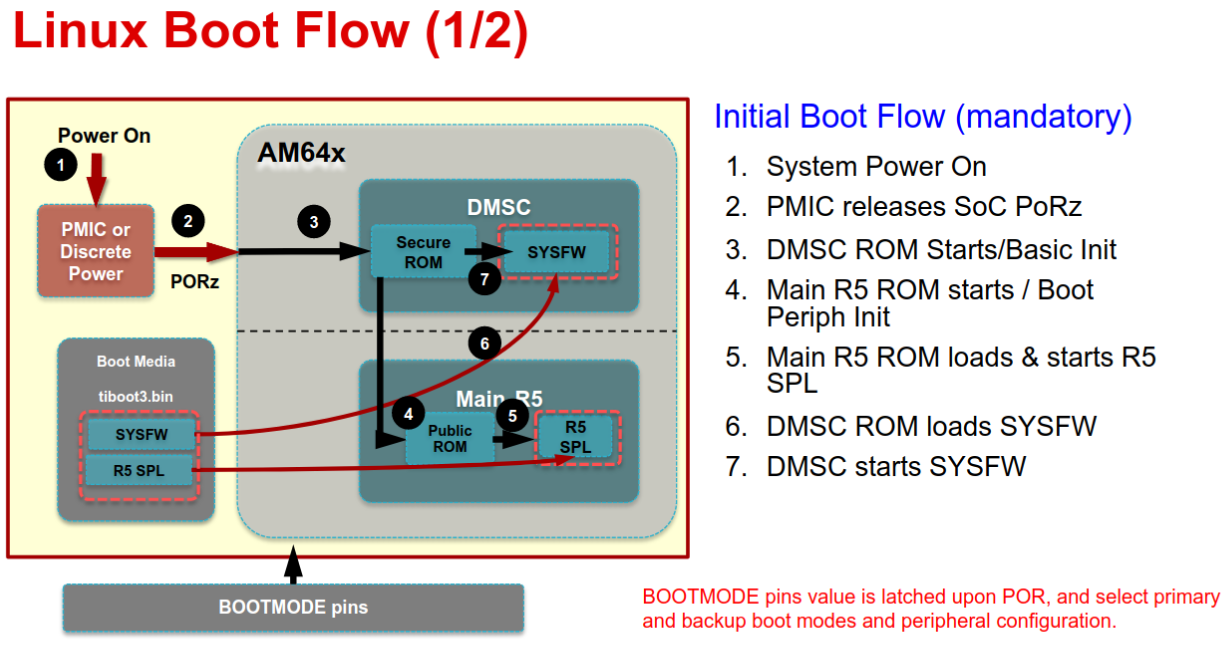 Linux Boot Flow (1/2)
Power On
1
AM64x
PMIC or
Discrete
Power
2
PORz
3
DMSC
Secure
ROM
SYSFW
7
6
Boot Media
tiboot3.bin
SYSFW
R5 SPL
Main R5
4
Public
ROM
5
R5
SPL
BOOTMODE pins
Initial Boot Flow (mandatory)
1. System Power On
2. PMIC releases SoC PoRz
3. DMSC ROM Starts/Basic Init
4. Main R5 ROM starts / Boot
Periph Init
5. Main R5 ROM loads & starts R5
SPL
6. DMSC ROM loads SYSFW
7. DMSC starts SYSFW
BOOTMODE pins value is latched upon POR, and select primary
and backup boot modes and peripheral configuration.